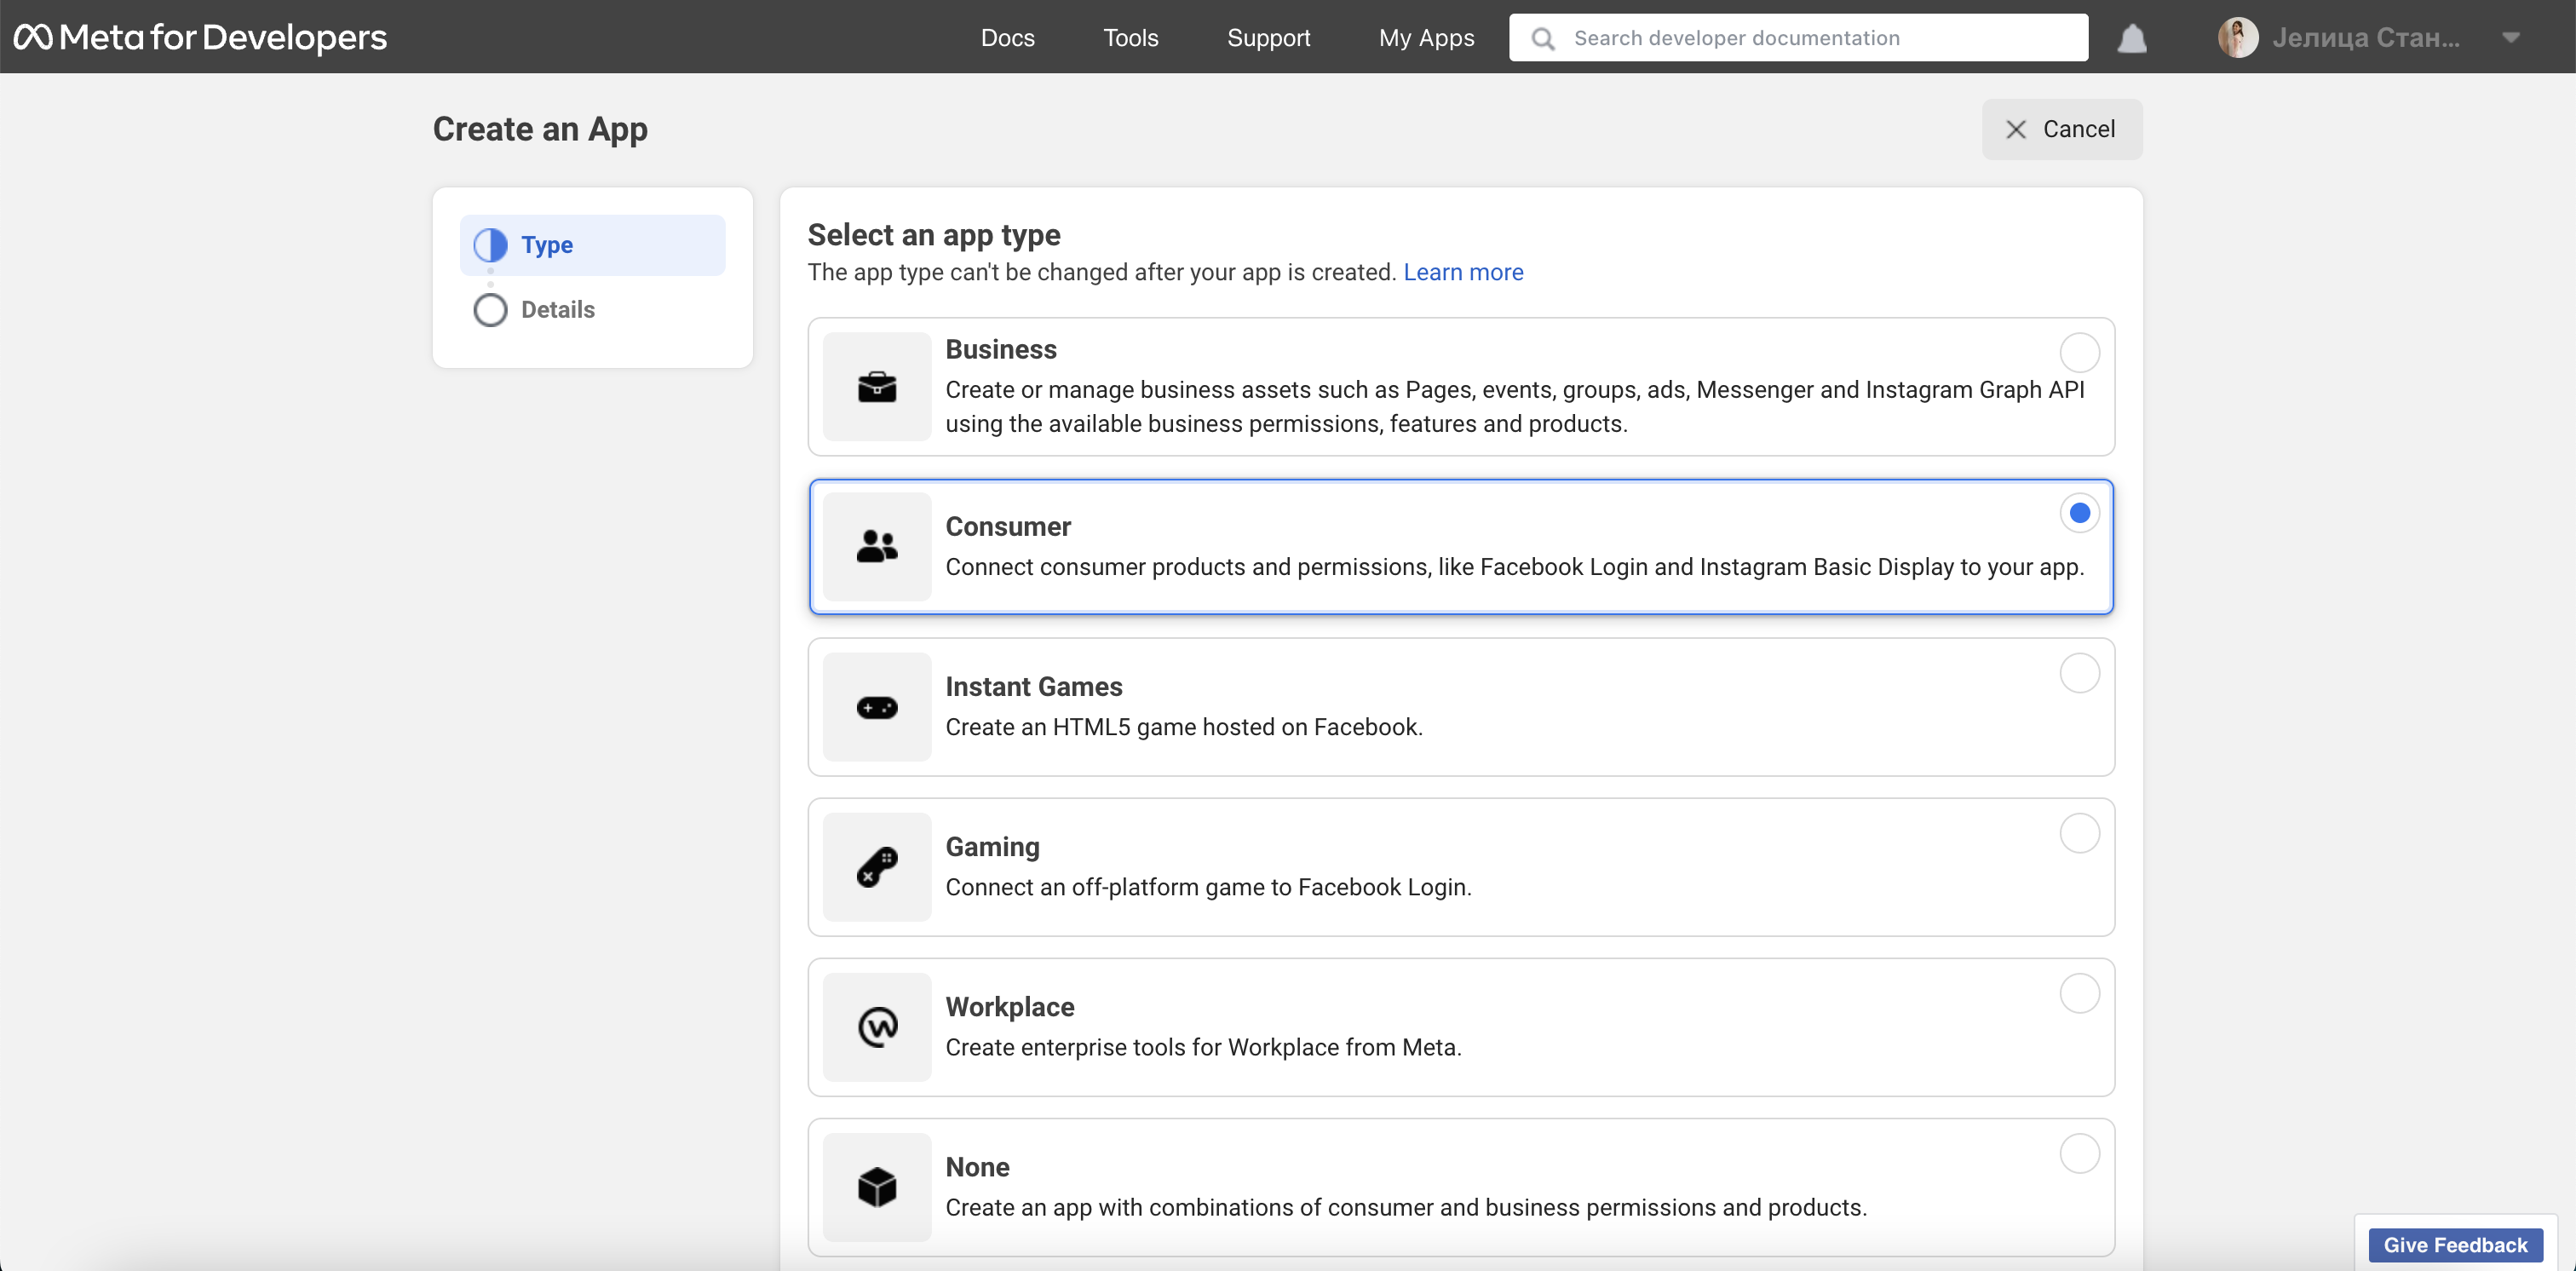 Meta for Developers
Docs
Tools
Support
My Apps
Search developer documentation
Јелица Стан...
Create an App
Cancel
Type
Details
Select an app type
The app type can't be changed after your app is created. Learn more
Business
Create or manage business assets such as Pages, events, groups, ads, Messenger and Instagram Graph API
using the available business permissions, features and products.
Consumer
Connect consumer products and permissions, like Facebook Login and Instagram Basic Display to your app.
Instant Games
Create an HTML5 game hosted on Facebook.
Gaming
Connect an off-platform game to Facebook Login.
Workplace
Create enterprise tools for Workplace from Meta.
None
Create an app with combinations of consumer and business permissions and products.
Give Feedback